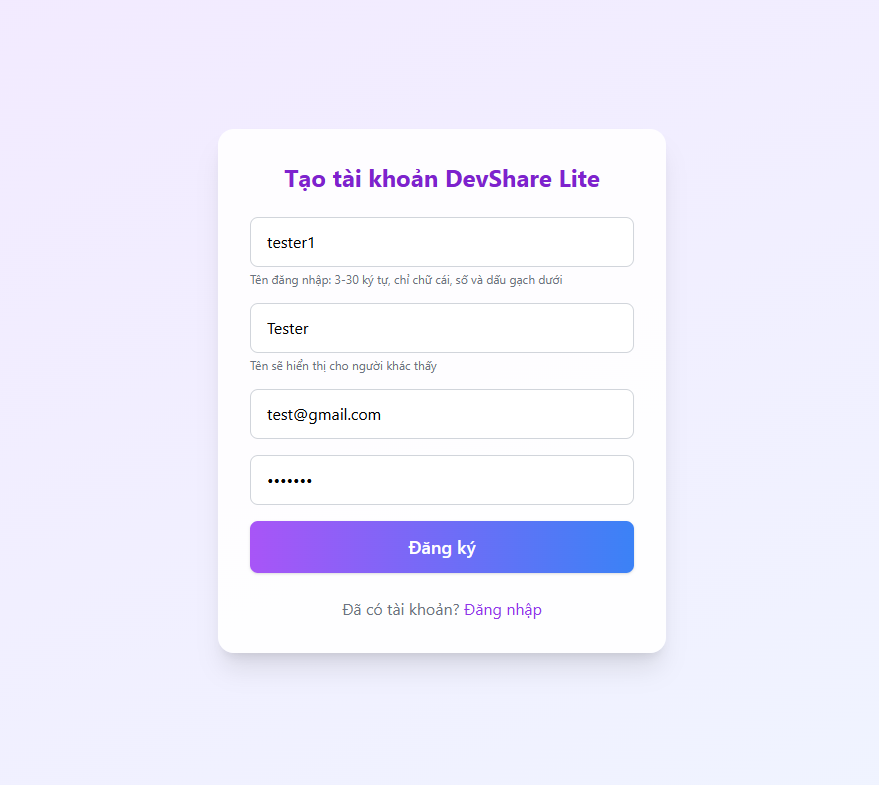 Tạo tài khoản DevShare Lite
tester1
Tên đăng nhập: 3-30 ký tự, chỉ chữ cái, số và dấu gạch dưới
Tester
Tên sẽ hiển thị cho người khác thấy
test@gmail.com
•••••••
Đăng ký
Đã có tài khoản? Đăng nhập